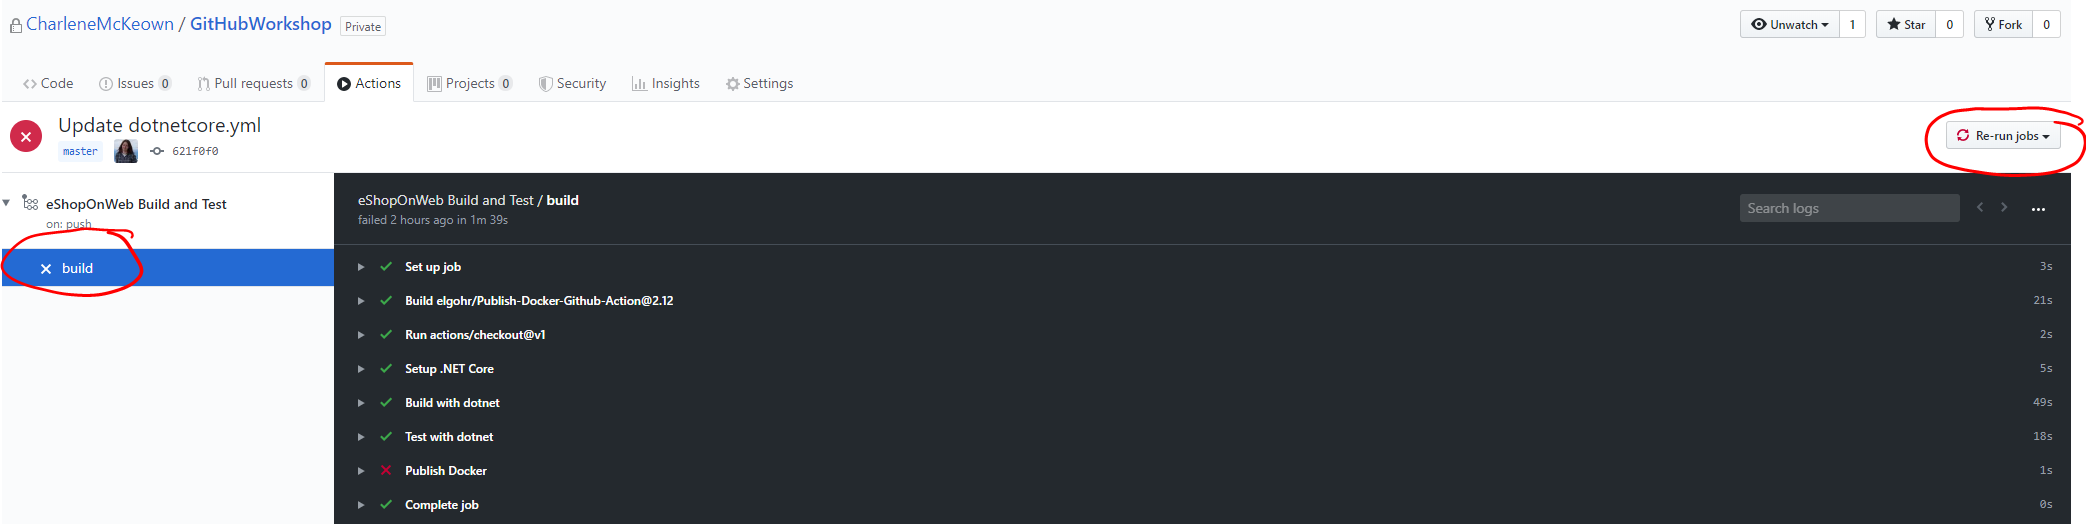 CharleneMcKeown / GitHubWorkshop Private
Unwatch 1 Star 0 Fork 0
Code Issues 0 Pull requests 0 Actions Projects 0 Security Insights Settings
Update dotnetcore.yml
master 621f0f0
Re-run jobs
eShopOnWeb Build and Test
on: push
build
eShopOnWeb Build and Test / build
failed 2 hours ago in 1m 39s
Search logs
Set up job 3s
Build elgohr/Publish-Docker-Github-Action@2.12 21s
Run actions/checkout@v1 2s
Setup .NET Core 5s
Build with dotnet 49s
Test with dotnet 18s
Publish Docker 1s
Complete job 0s